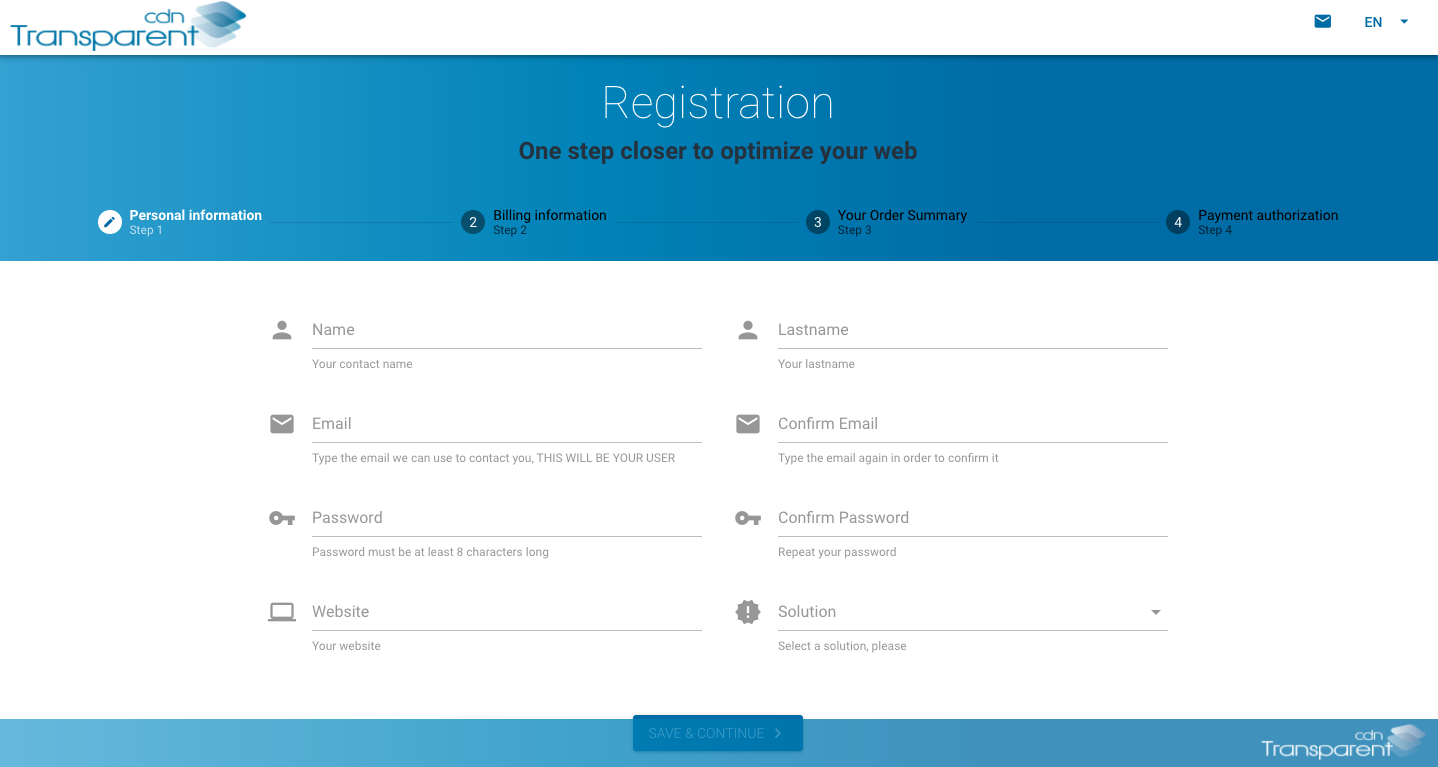 cdn
Transparent
EN
Registration
One step closer to optimize your web
Personal information
Step 1
2
Billing information
Step 2
3
Your Order Summary
Step 3
4
Payment authorization
Step 4
Name
Lastname
Your contact name
Your lastname
Email
Confirm Email
Type the email we can use to contact you, THIS WILL BE YOUR USER
Type the email again in order to confirm it
Password
Confirm Password
Password must be at least 8 characters long
Repeat your password
Website
Solution
Your website
Select a solution, please
SAVE & CONTINUE
cdn
Transparent